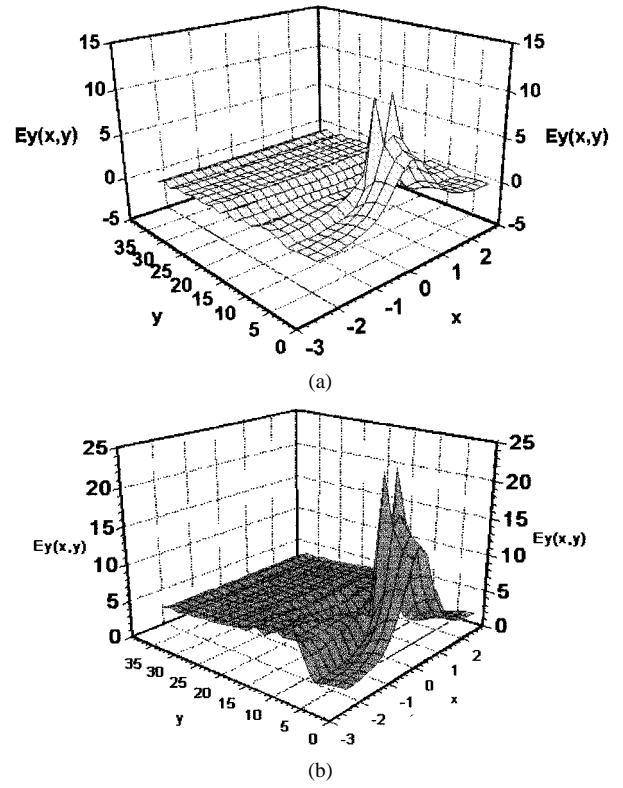 15 15
10 10
Ey(x,y) 5 5 Ey(x,y)
0 0
-5 -5
35 30 25 20 15 10 5 0
-3 -2 -1 0 1 2
y x
(a)
25 25
20 20
15 15
Ey(x,y) 10 10 Ey(x,y)
5 5
0 0
35 30 25 20 15 10 5 0
-3 -2 -1 0 1 2
y x
(b)